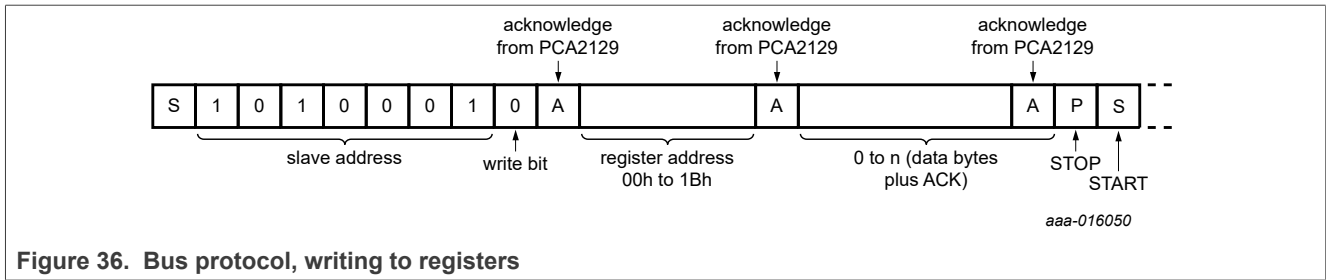 acknowledge
from PCA2129
acknowledge
from PCA2129
acknowledge
from PCA2129
S 1 0 1 0 0 0 1 0 A A A P S
slave address
write bit
register address
00h to 1Bh
0 to n (data bytes
plus ACK)
STOP
START
aaa-016050
Figure 36. Bus protocol, writing to registers